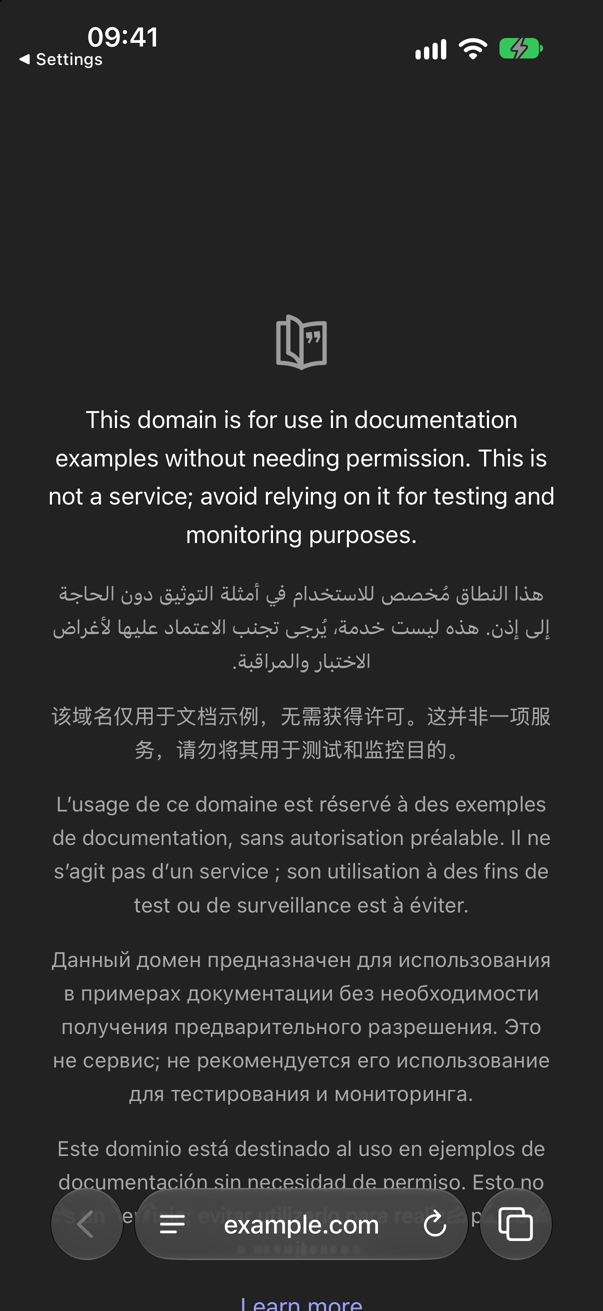 09:41
◀ Settings
This domain is for use in documentation
examples without needing permission. This is
not a service; avoid relying on it for testing and
monitoring purposes.
هذا النطاق مُخصص للاستخدام في أمثلة التوثيق دون الحاجة
إلى إذن. هذه ليست خدمة، يُرجى تجنب الاعتماد عليها لأغراض
الاختبار والمراقبة.
该域名仅用于文档示例，无需获得许可。这并非一项服
务，请勿将其用于测试和监控目的。
L’usage de ce domaine est réservé à des exemples
de documentation, sans autorisation préalable. Il ne
s’agit pas d’un service ; son utilisation à des fins de
test ou de surveillance est à éviter.
Данный домен предназначен для использования
в примерах документации без необходимости
получения предварительного разрешения. Это
не сервис; не рекомендуется его использование
для тестирования и мониторинга.
Este dominio está destinado al uso en ejemplos de
documentación sin necesidad de permiso. Esto no
evitar utilizarlo para
example.com
Learn more